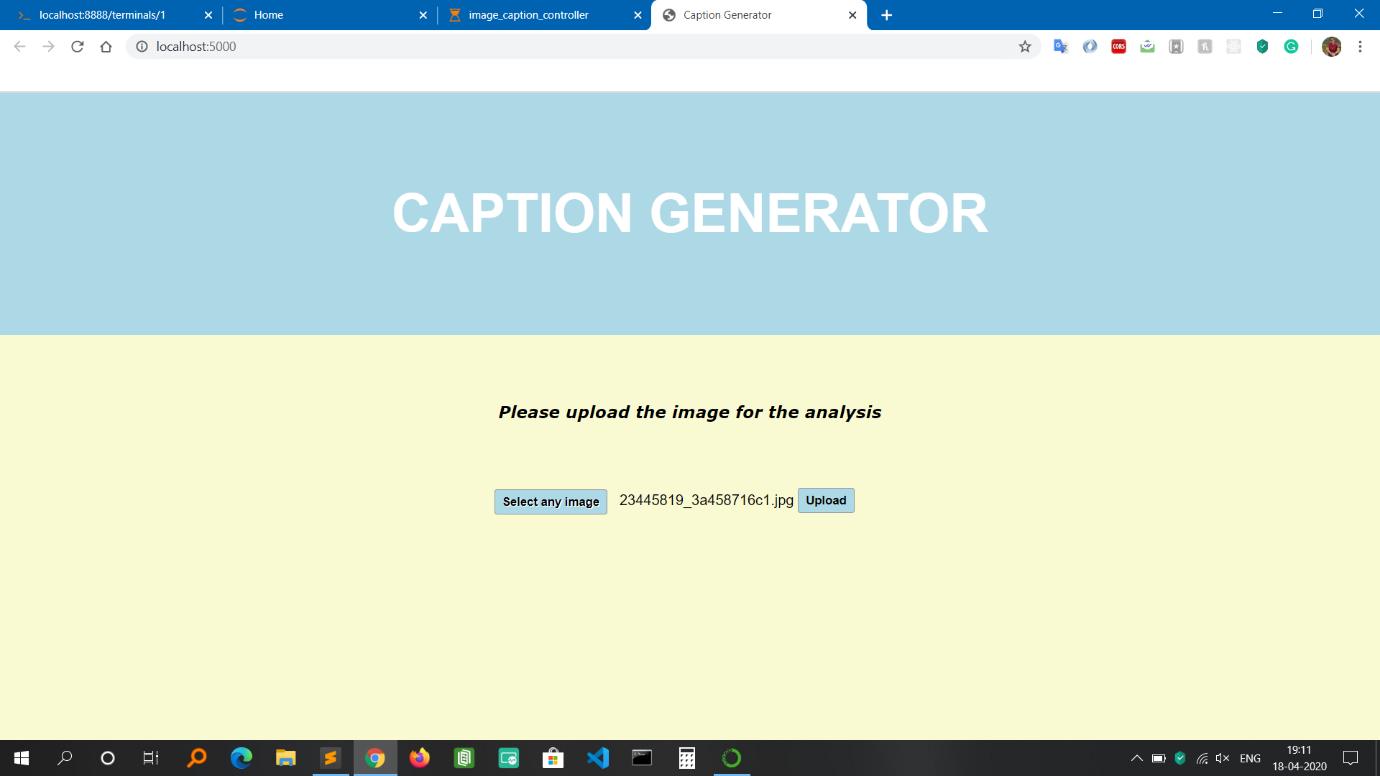 localhost:8888/terminals/1
Home
image_caption_controller
Caption Generator
localhost:5000
CORS
CAPTION GENERATOR
Please upload the image for the analysis
Select any image 23445819_3a458716c1.jpg Upload
ENG
19:11
18-04-2020